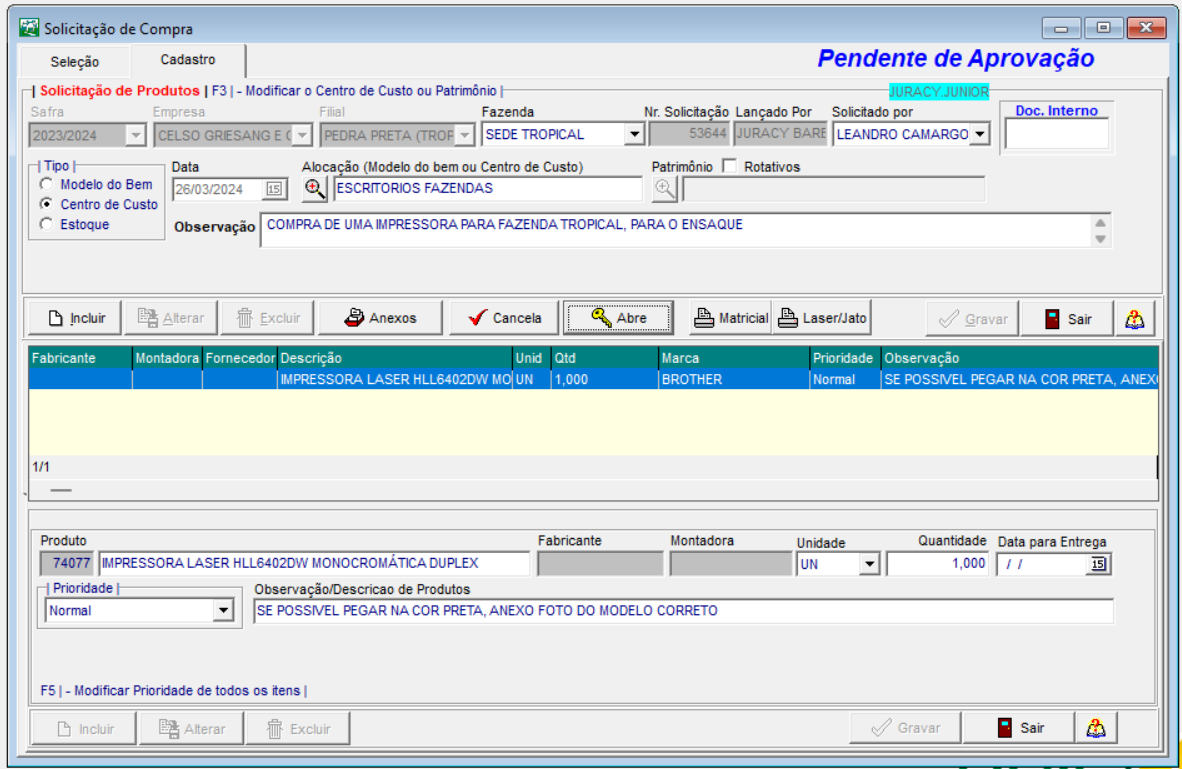 Solicitação de Compra
Seleção Cadastro Pendente de Aprovação
| Solicitação de Produtos | F3 | - Modificar o Centro de Custo ou Patrimônio | JURACY.JUNIOR
Safra Empresa Filial Fazenda Nr. Solicitação Lançado Por Solicitado por Doc. Interno
2023/2024 CELSO GRIESANG E PEDRA PRETA (TROP SEDE TROPICAL 53644 JURACY BARE LEANDRO CAMARGO
| Tipo | Data Alocação (Modelo do bem ou Centro de Custo) Patrimônio Rotativos
Modelo do Bem 26/03/2024 15 ESCRITORIOS FAZENDAS
Centro de Custo
Estoque Observação COMPRA DE UMA IMPRESSORA PARA FAZENDA TROPICAL, PARA O ENSAQUE
Incluir Alterar Excluir Anexos Cancela Abre Matricial Laser/Jato Gravar Sair
Fabricante Montadora Fornecedor Descrição Unid Qtd Marca Prioridade Observação
IMPRESSORA LASER HLL6402DW MO UN 1,000 BROTHER Normal SE POSSIVEL PEGAR NA COR PRETA, ANEXO
1/1
Produto Fabricante Montadora Unidade Quantidade Data para Entrega
74077 IMPRESSORA LASER HLL6402DW MONOCROMÁTICA DUPLEX UN 1,000 / / 15
| Prioridade | Observação/Descricao de Produtos
Normal SE POSSIVEL PEGAR NA COR PRETA, ANEXO FOTO DO MODELO CORRETO
F5 | - Modificar Prioridade de todos os itens |
Incluir Alterar Excluir Gravar Sair